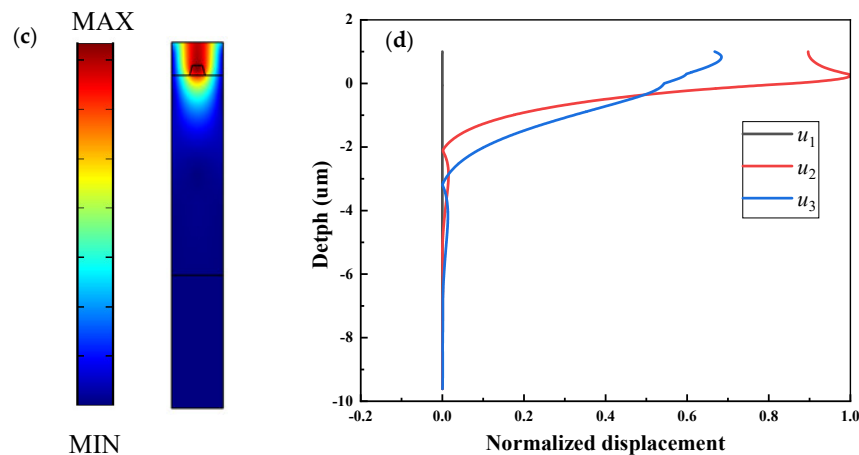 (c)
MAX
MIN
(d)
2
0
-2
-4
-6
-8
-10
Detph (um)
u1
u2
u3
-0.2 0.0 0.2 0.4 0.6 0.8 1.0
Normalized displacement